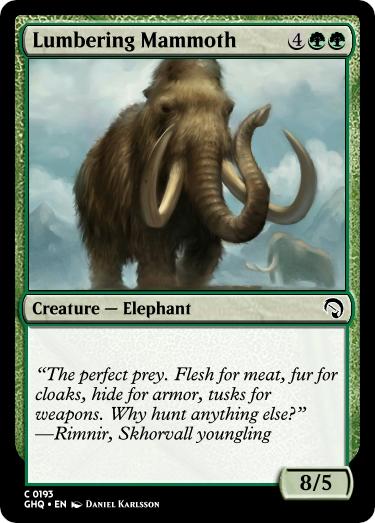 Lumbering Mammoth 4
Creature — Elephant
“The perfect prey. Flesh for meat, fur for
cloaks, hide for armor, tusks for
weapons. Why hunt anything else?”
—Rimnir, Skhorvall youngling
8/5
C 0193
GHQ • EN Daniel Karlsson